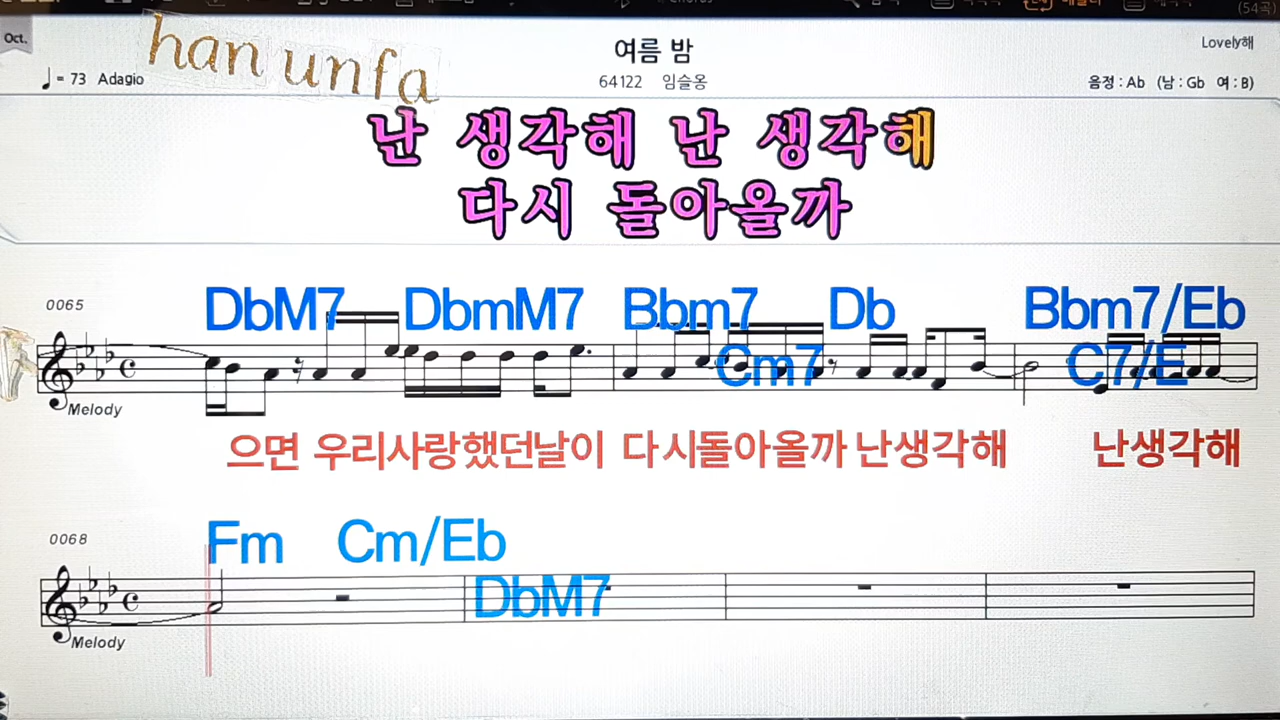 (54곡)
Oct.
han unfa
여름 밤
Lovely해
♩= 73 Adagio
64122 임슬옹
음정 : Ab (남 : Gb 여 : B)
난 생각해 난 생각해
다시 돌아올까
0065
DbM7 DbmM7 Bbm7 Db Bbm7/Eb
Cm7 C7/E
Melody
으면 우리사랑했던날이 다시돌아올까 난생각해 난생각해
0068
Fm Cm/Eb
DbM7
Melody